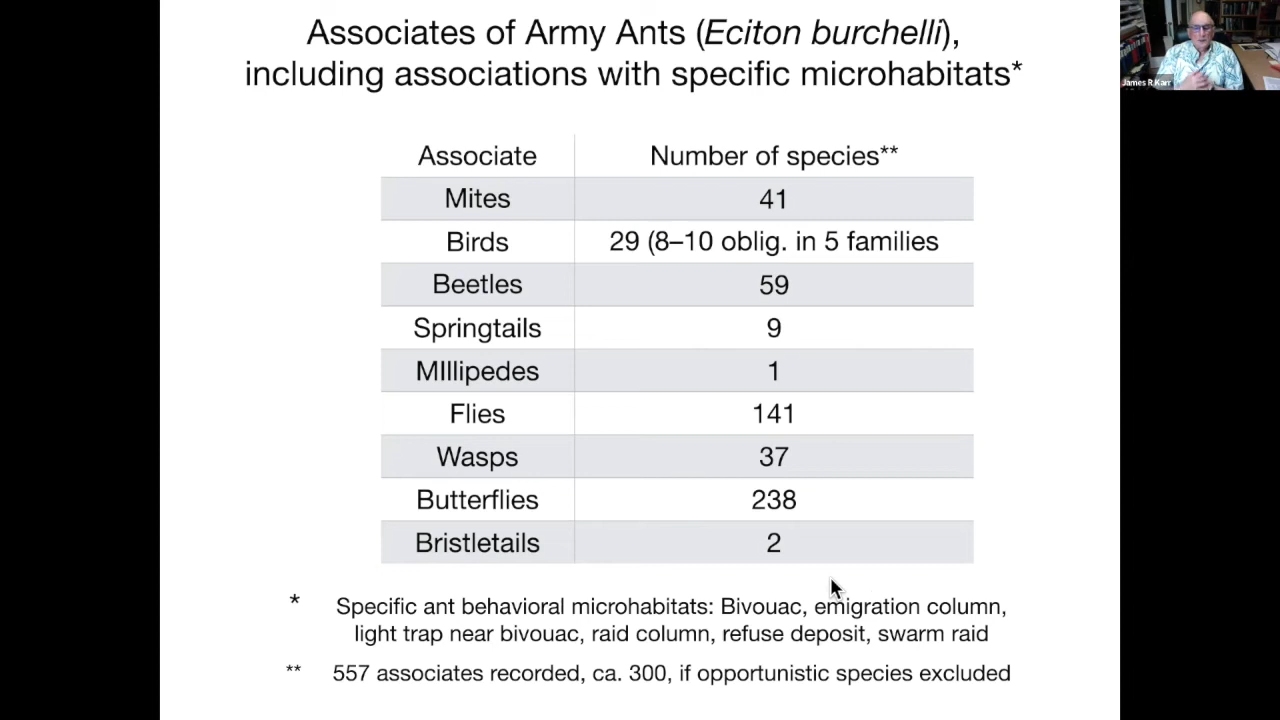 Associates of Army Ants (Eciton burchelli),
including associations with specific microhabitats*
James R Karr
Associate Number of species**
Mites 41
Birds 29 (8–10 oblig. in 5 families
Beetles 59
Springtails 9
MIllipedes 1
Flies 141
Wasps 37
Butterflies 238
Bristletails 2
* Specific ant behavioral microhabitats: Bivouac, emigration column,
light trap near bivouac, raid column, refuse deposit, swarm raid
** 557 associates recorded, ca. 300, if opportunistic species excluded